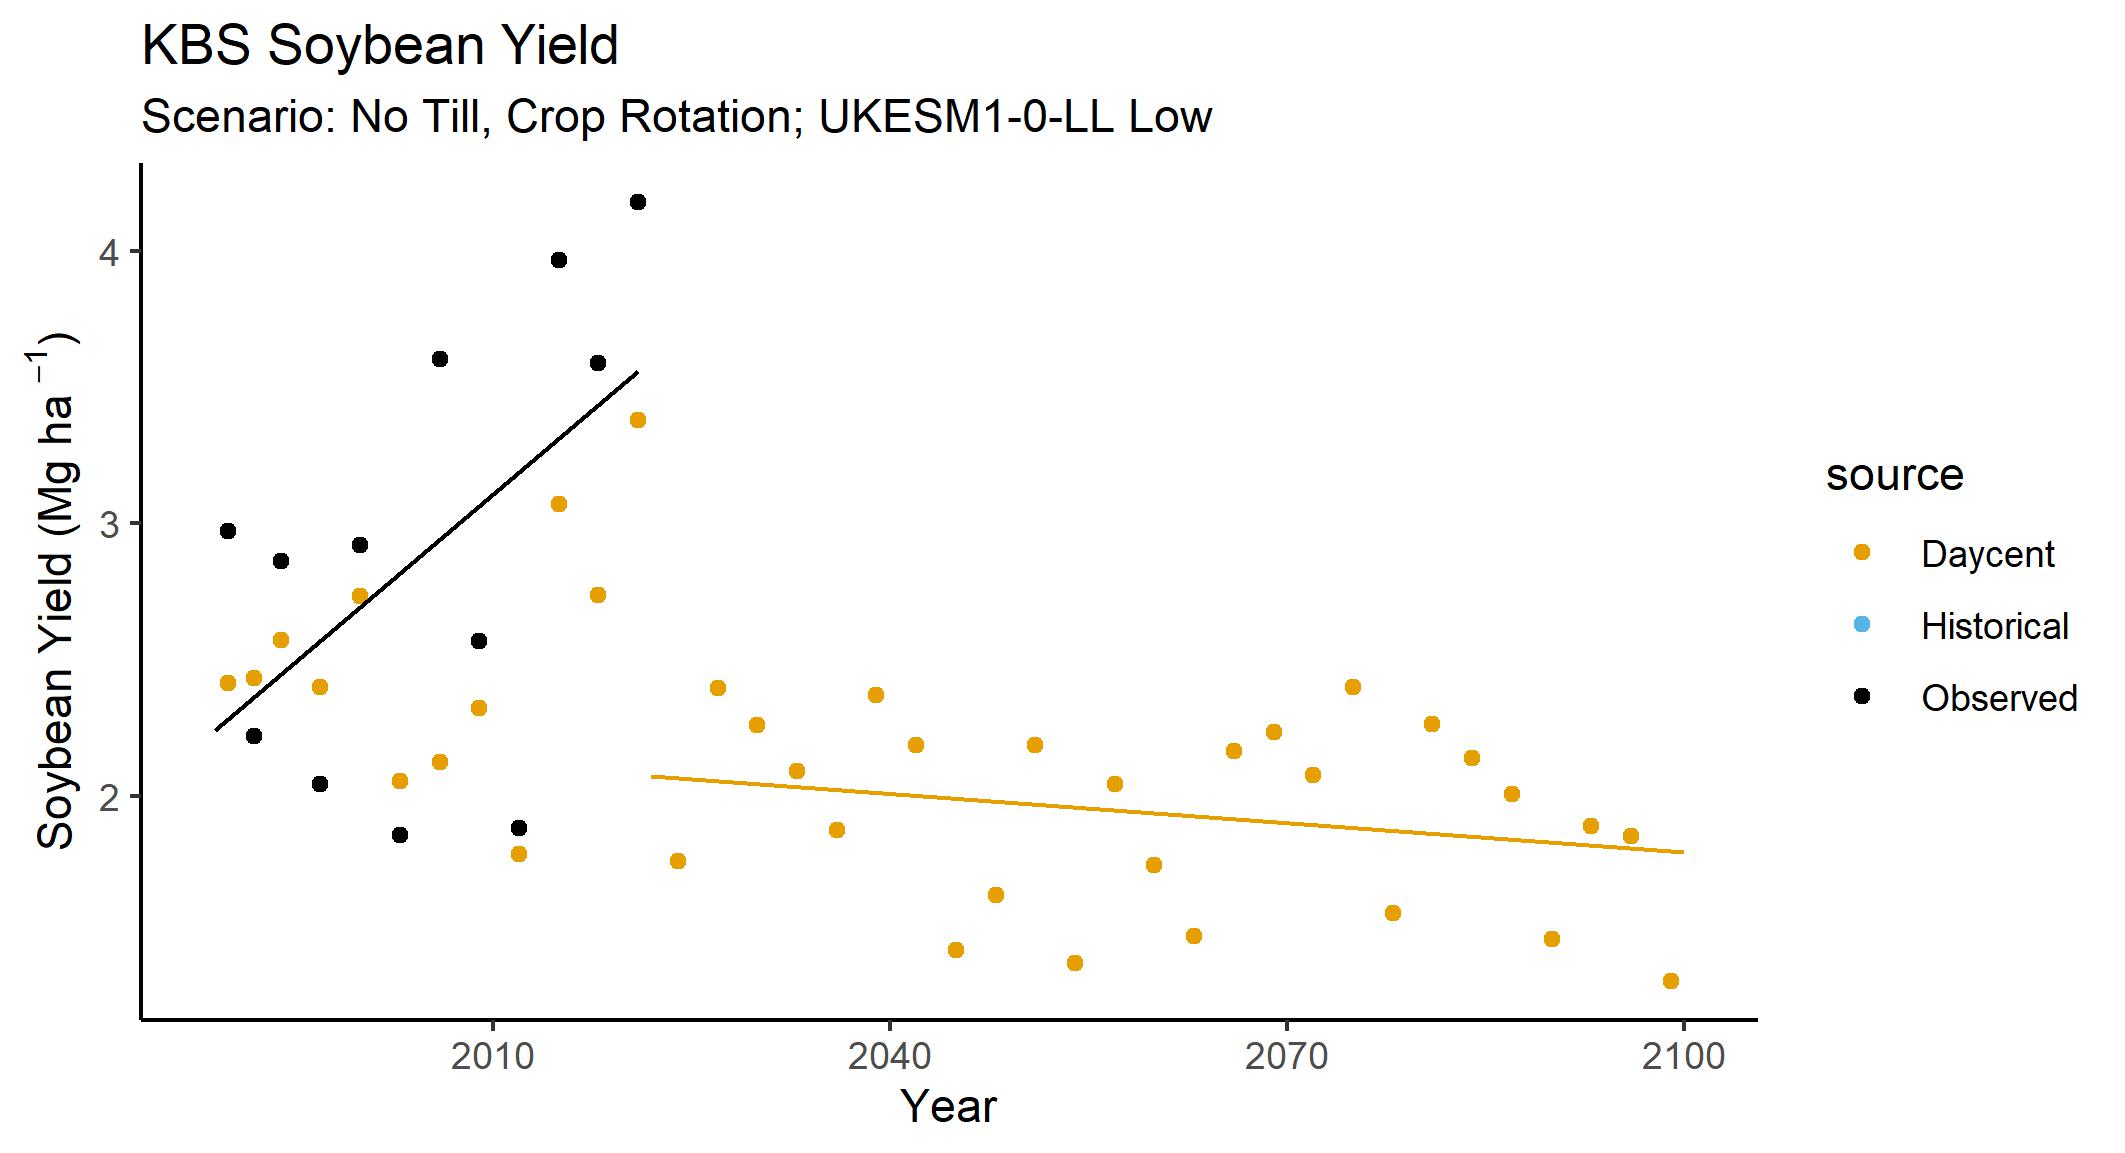 KBS Soybean Yield
Scenario: No Till, Crop Rotation; UKESM1-0-LL Low
Soybean Yield (Mg ha −1)
4
3
2
2010
2040
2070
2100
Year
source
Daycent
Historical
Observed